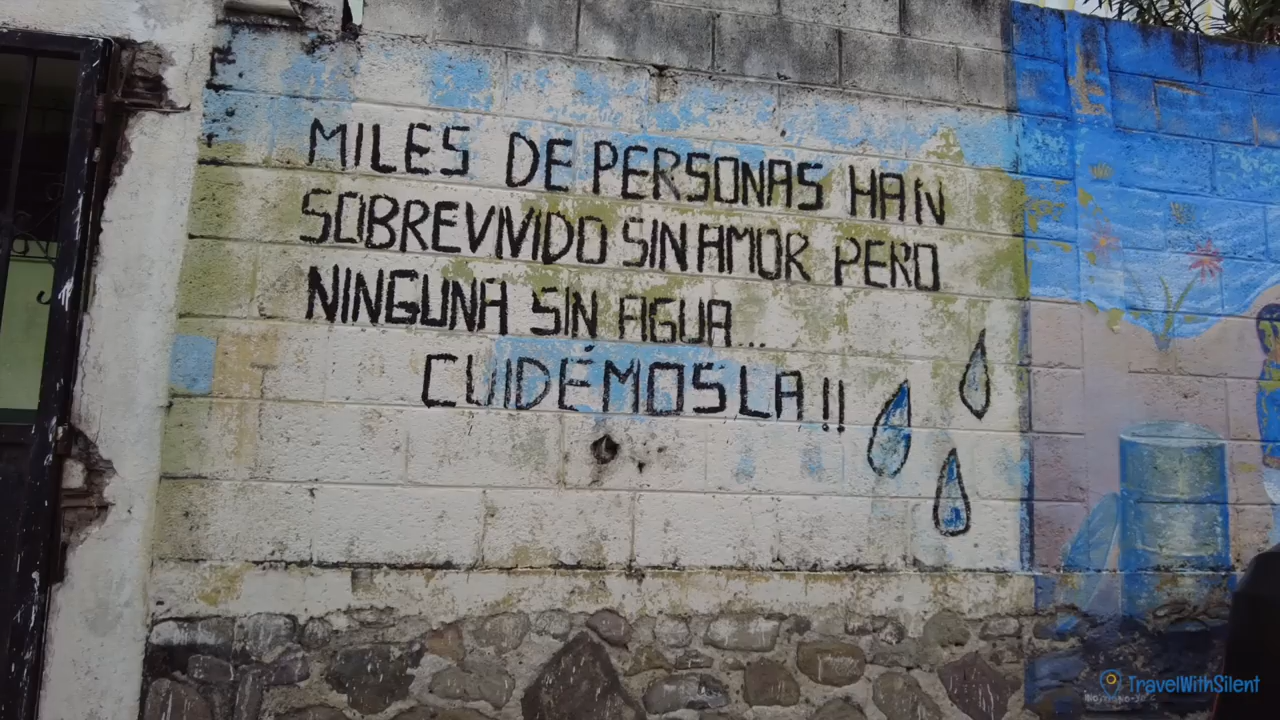 MILES DE PERSONAS HAN
SOBREVIVIDO SIN AMOR PERO
NINGUNA SIN AGUA...
CUIDÉMOSLA!!
TravelWithSilent